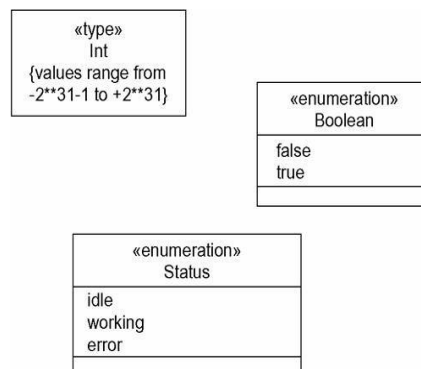 «type»
Int
{values range from
-2**31-1 to +2**31}
«enumeration»
Boolean
false
true
«enumeration»
Status
idle
working
error